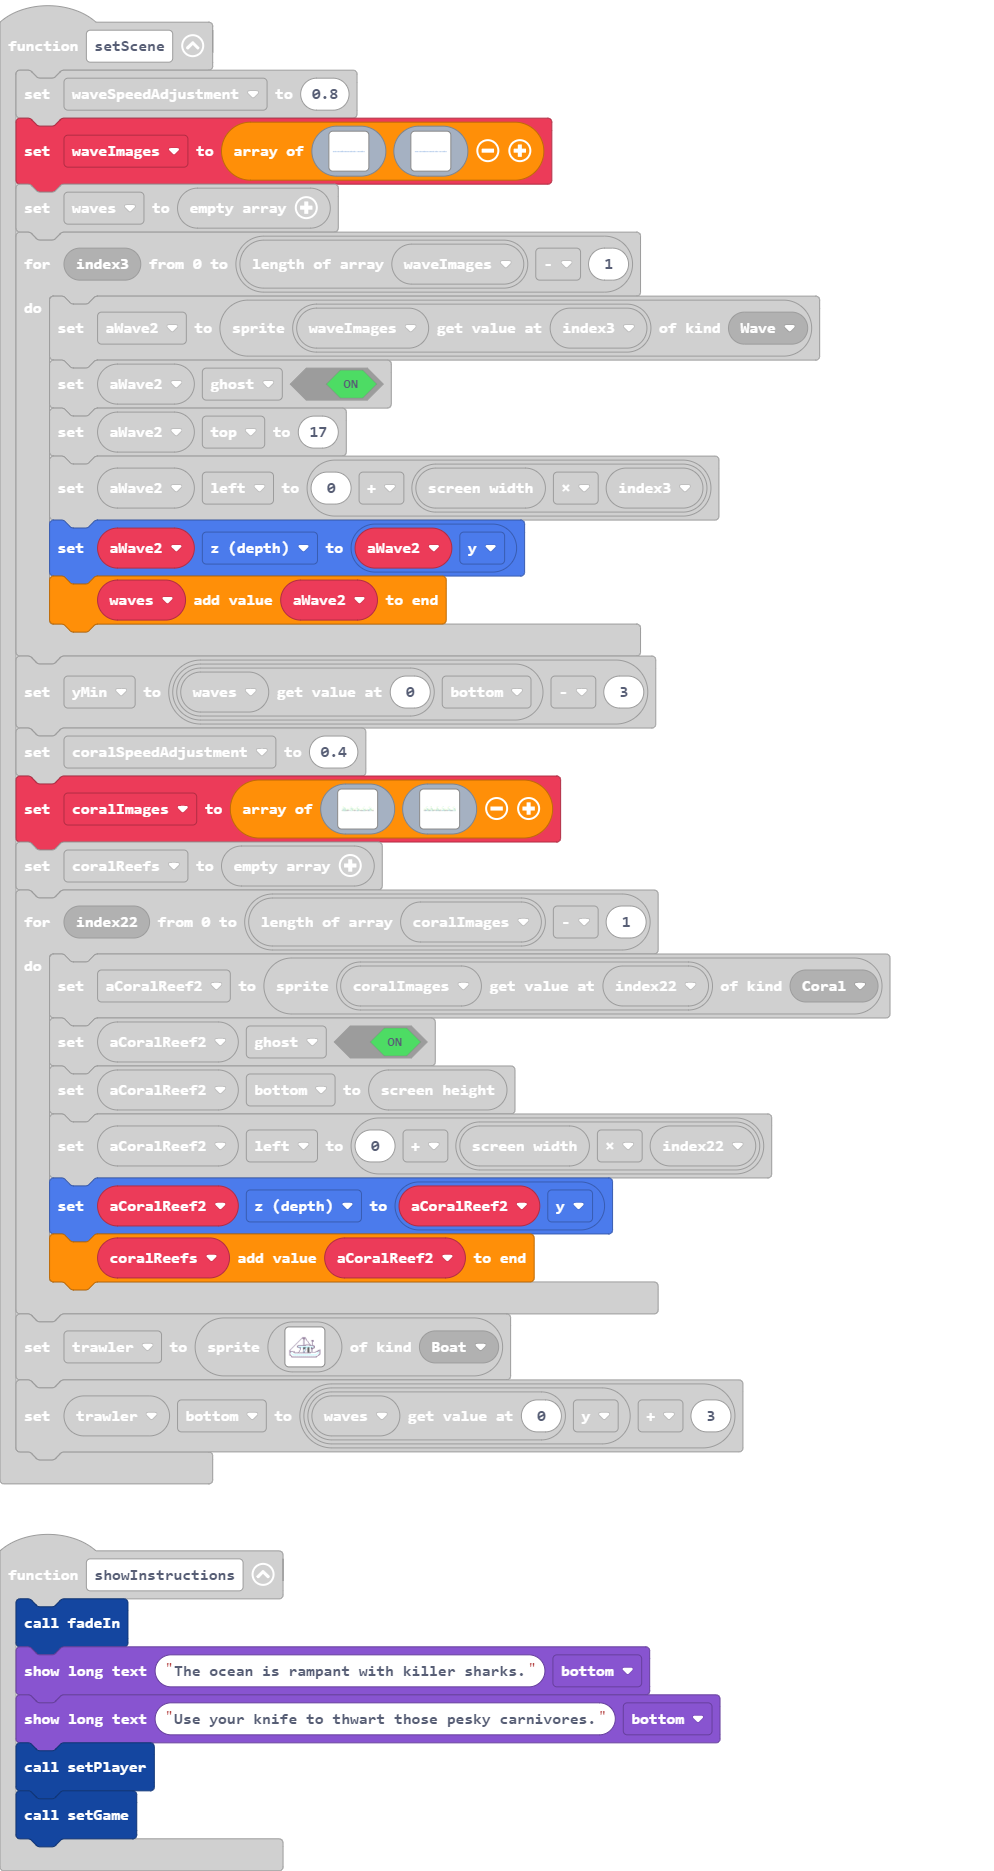 function setScene
set waveSpeedAdjustment to 0.8
set waveImages to array of
set waves to empty array
for index3 from 0 to length of array waveImages - 1
do
set aWave2 to sprite waveImages get value at index3 of kind Wave
set aWave2 ghost ON
set aWave2 top to 17
set aWave2 left to 0 + screen width × index3
set aWave2 z (depth) to aWave2 y
waves add value aWave2 to end
set yMin to waves get value at 0 bottom - 3
set coralSpeedAdjustment to 0.4
set coralImages to array of
set coralReefs to empty array
for index22 from 0 to length of array coralImages - 1
do
set aCoralReef2 to sprite coralImages get value at index22 of kind Coral
set aCoralReef2 ghost ON
set aCoralReef2 bottom to screen height
set aCoralReef2 left to 0 + screen width × index22
set aCoralReef2 z (depth) to aCoralReef2 y
coralReefs add value aCoralReef2 to end
set trawler to sprite of kind Boat
set trawler bottom to waves get value at 0 y + 3
function showInstructions
call fadeIn
show long text "The ocean is rampant with killer sharks." bottom
show long text "Use your knife to thwart those pesky carnivores." bottom
call setPlayer
call setGame